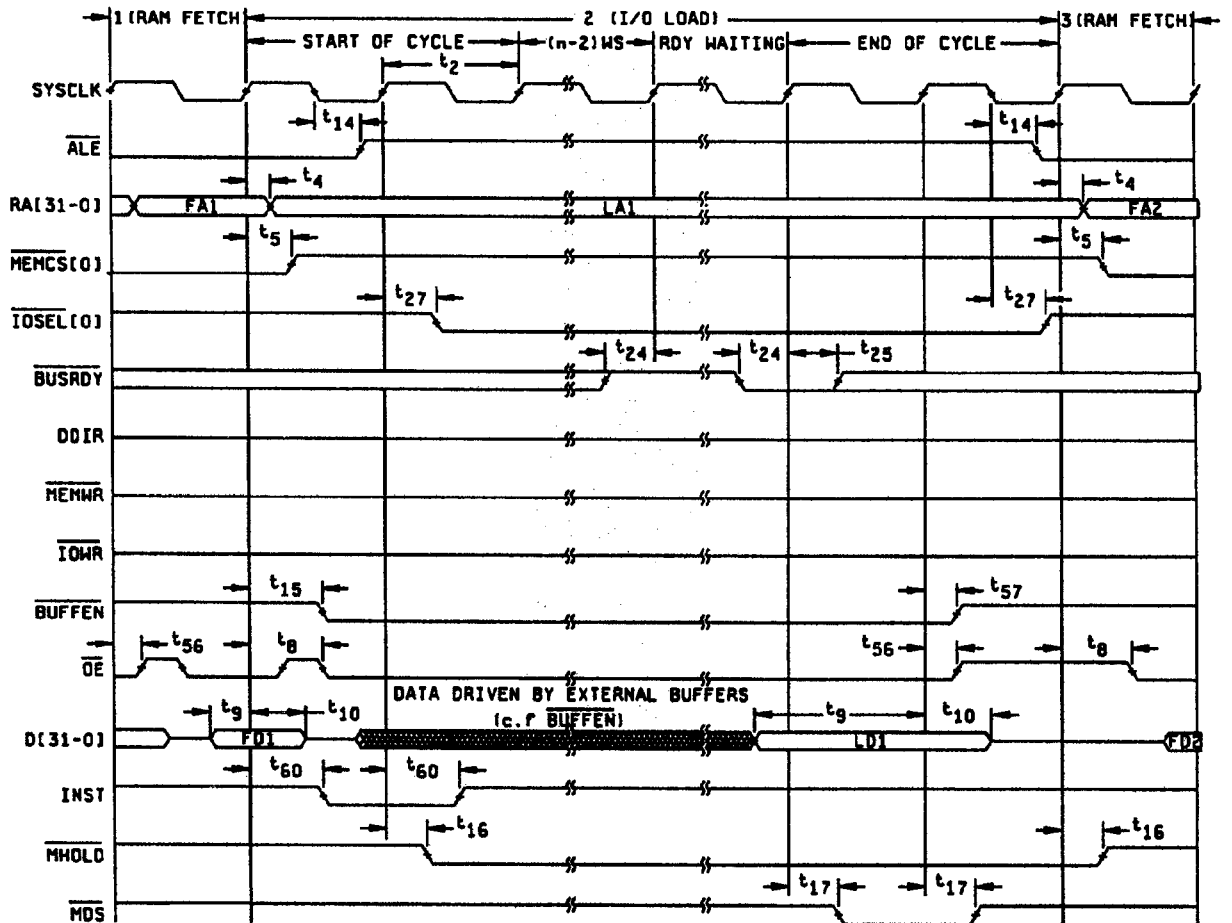 1(RAM FETCH) 2 (I/O LOAD) 3(RAM FETCH)
START OF CYCLE (n-2)WS RDY WAITING END OF CYCLE
t2
SYSCLK
t14 t14
ALE
t4 t4
RA[31-0] FA1 LA1 FA2
t5 t5
MEMCS[0]
t27 t27
IOSEL[0]
t24 t24 t25
BUSRDY
DDIR
MEMWR
IOWR
t15 t57
BUFFEN
t56 t8 t56 t8
OE
DATA DRIVEN BY EXTERNAL BUFFERS
(c.f BUFFEN)
t9 t10 t9 t10
D[31-0] FD1 LD1 FD2
t60 t60
INST
t16 t16
MHOLD
t17 t17
MDS